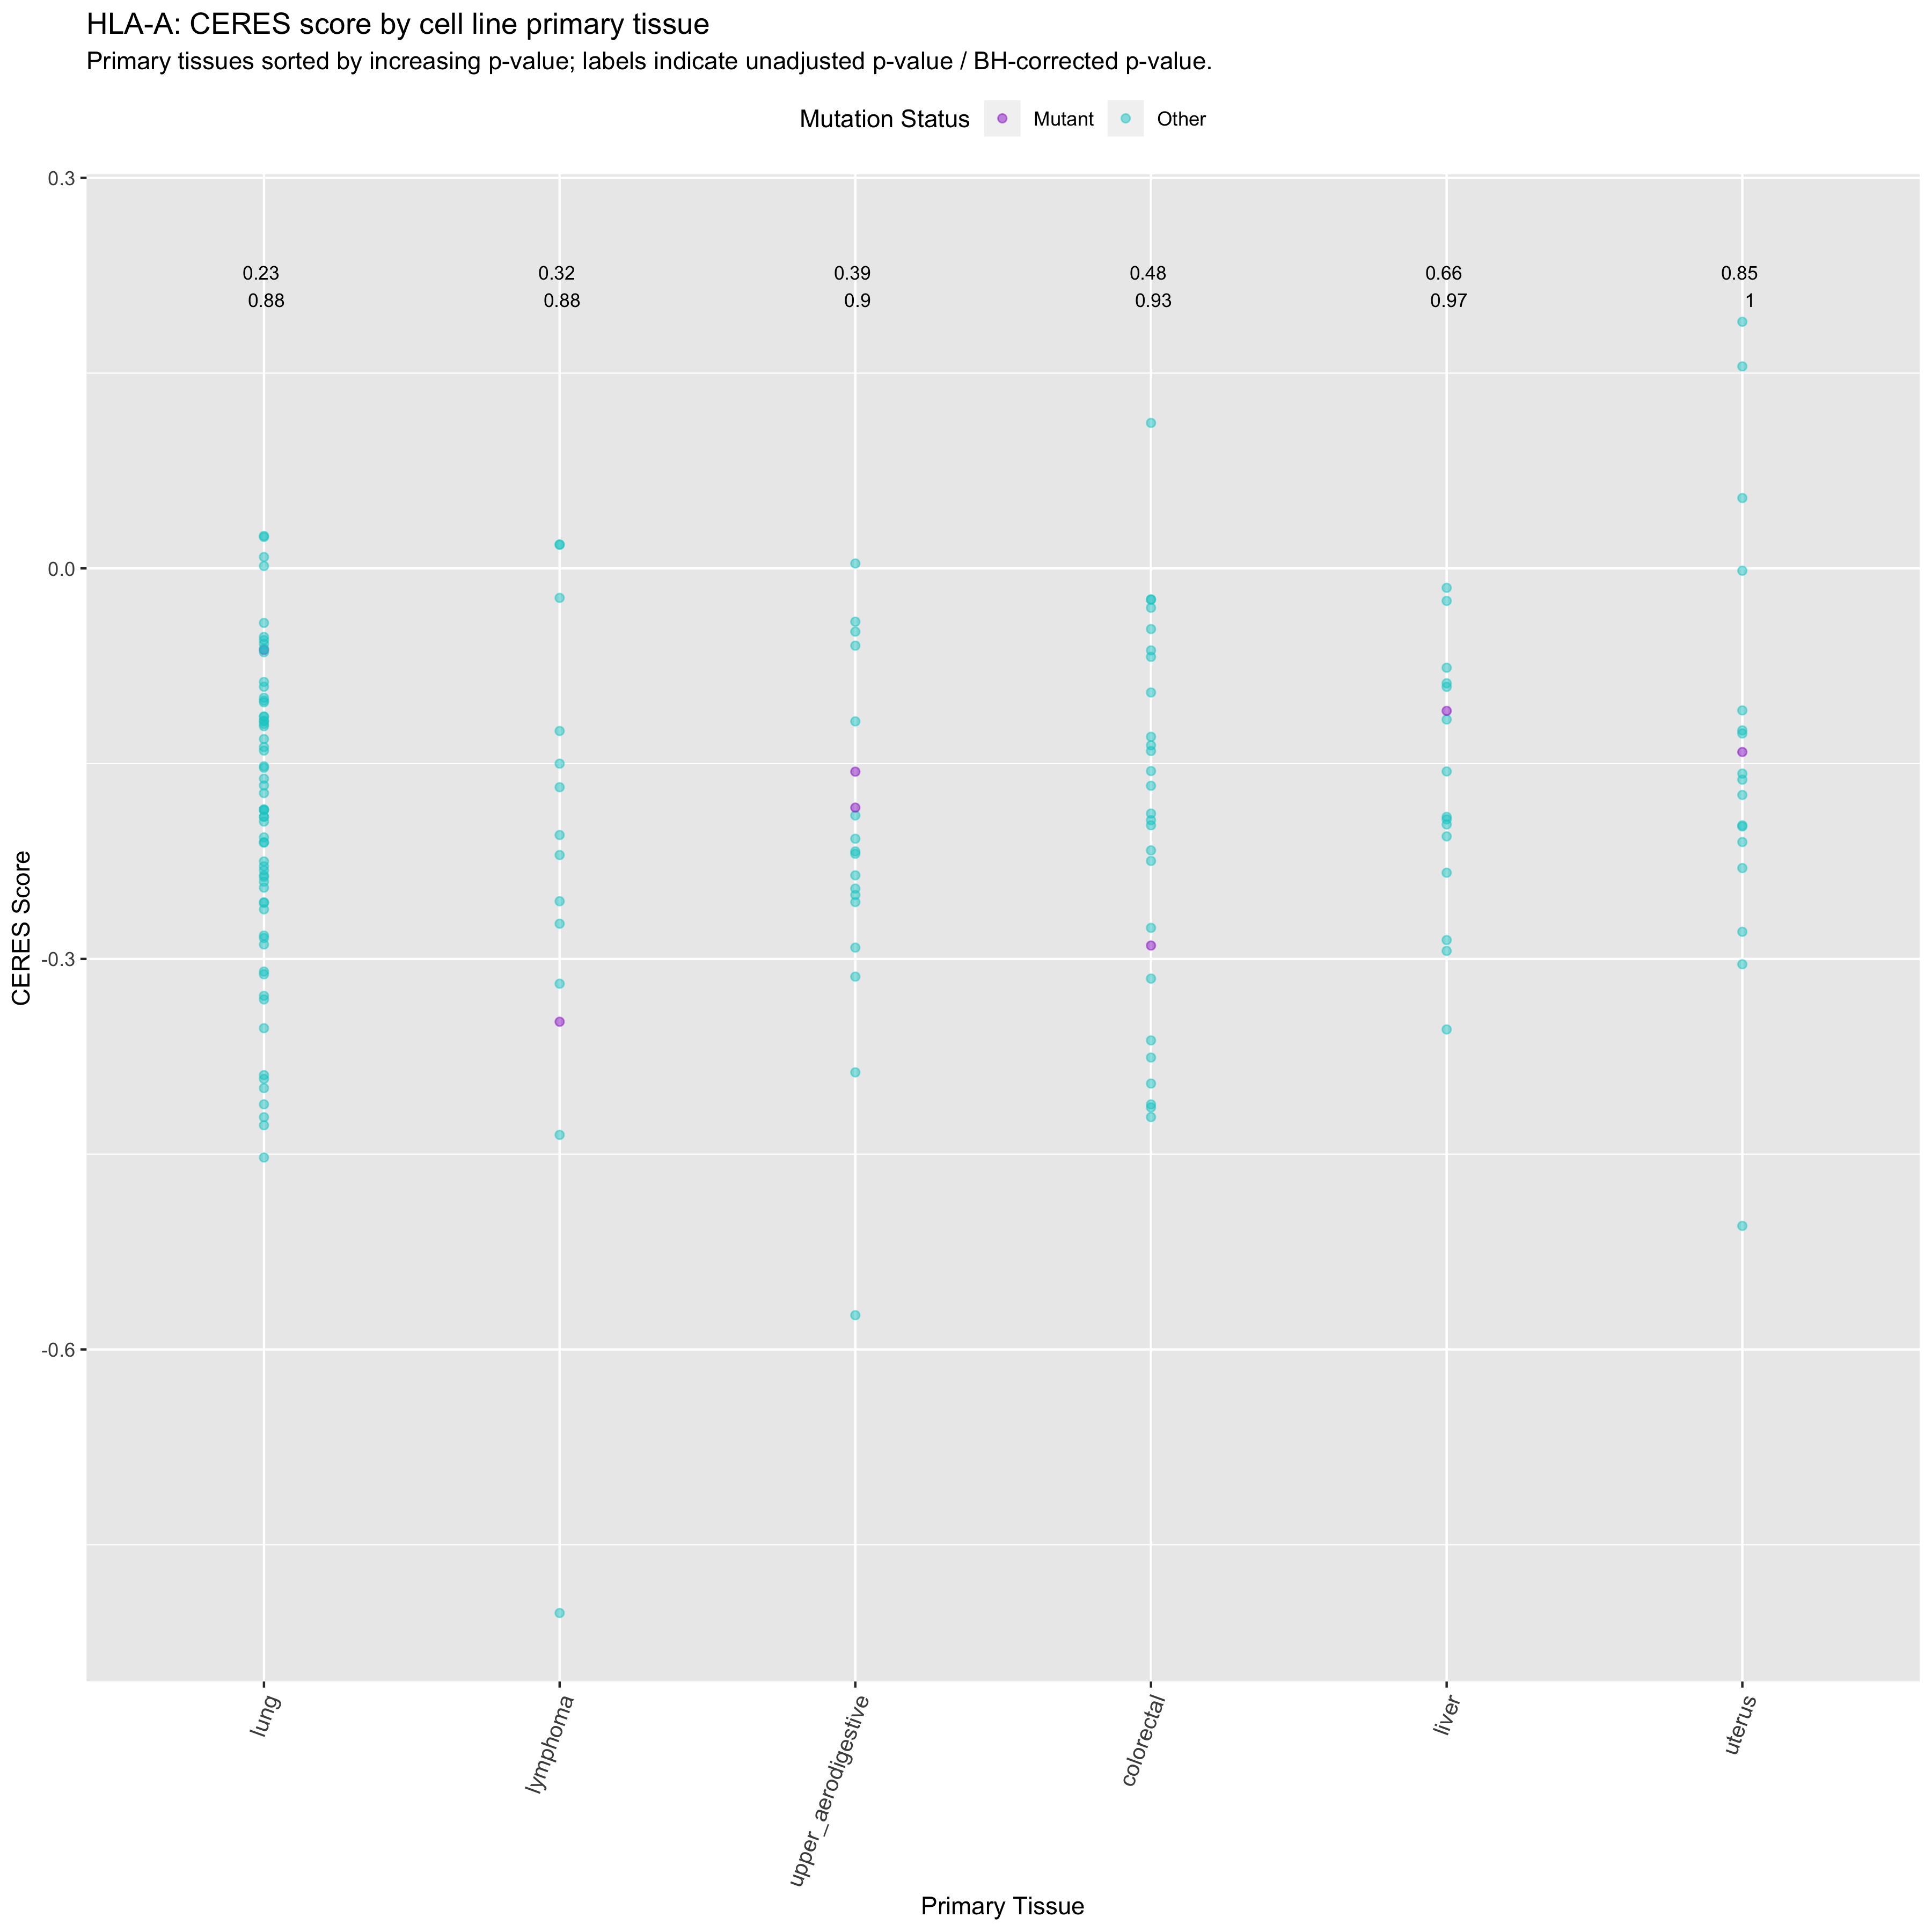 HLA-A: CERES score by cell line primary tissue
Primary tissues sorted by increasing p-value; labels indicate unadjusted p-value / BH-corrected p-value.
Mutation Status Mutant Other
0.3
0.23 0.32 0.39 0.48 0.66 0.85
0.88 0.88 0.9 0.93 0.97 1
0.0
-0.3
-0.6
CERES Score
lung lymphoma upper_aerodigestive colorectal liver uterus
Primary Tissue